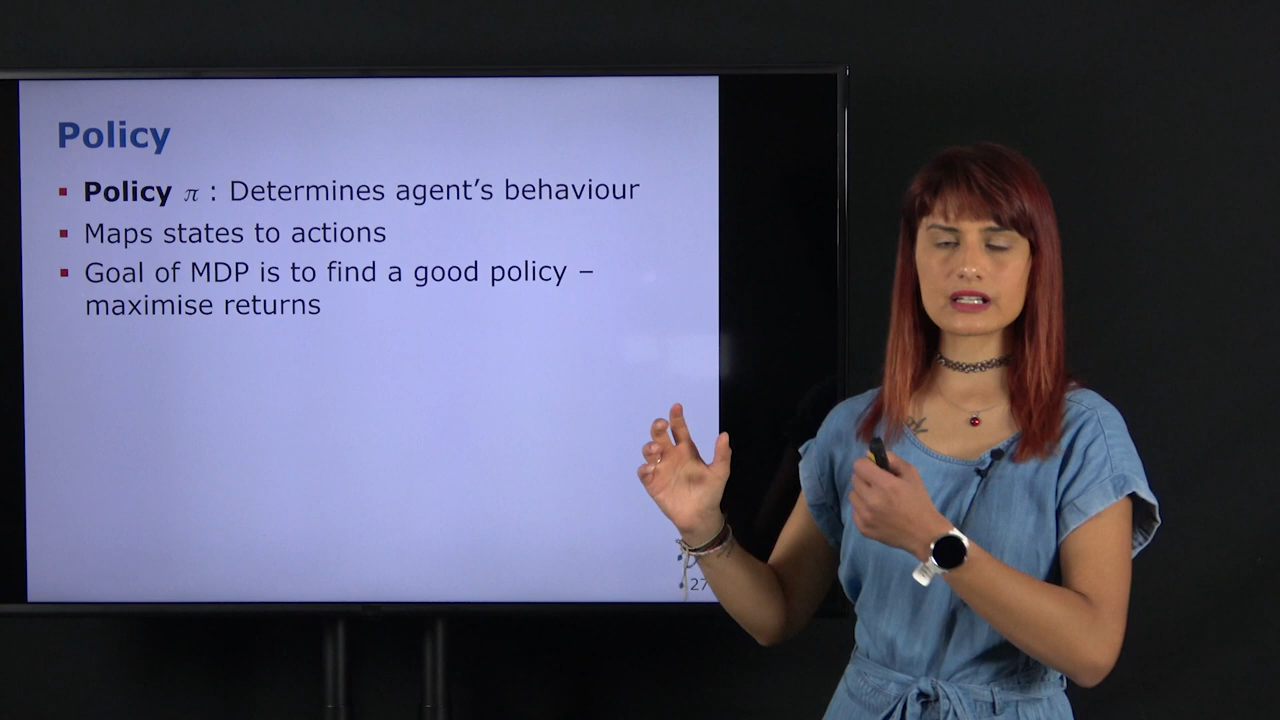 Policy
▪ Policy π : Determines agent's behaviour
▪ Maps states to actions
▪ Goal of MDP is to find a good policy –
maximise returns
27